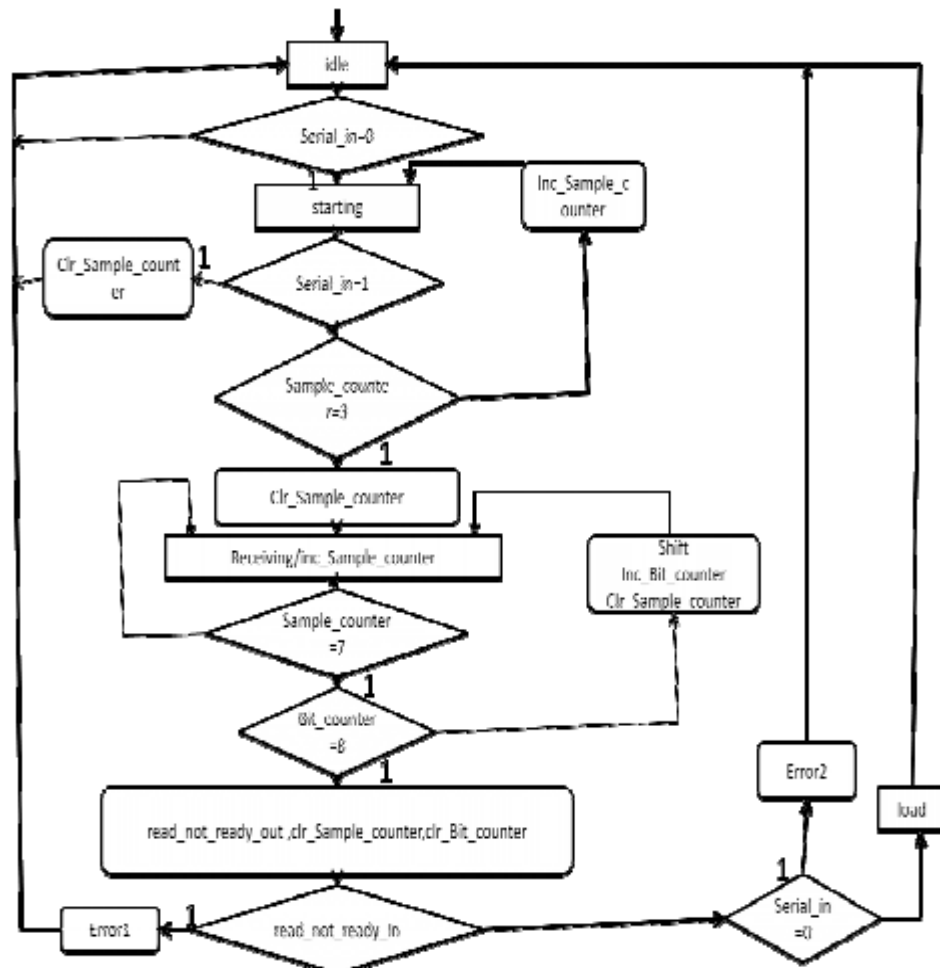 idle
Serial_in=0
1
Inc_Sample_c
ounter
starting
Clr_Sample_count
er
1
Serial_in=1
Sample_counte
r=3
1
Clr_Sample_counter
Receiving/inc_Sample_counter
Shift
Inc_Bit_counter
Clr_Sample_counter
Sample_counter
=7
1
Bit_counter
=8
1
Error2
load
read_not_ready_out ,clr_Sample_counter,clr_Bit_counter
1
Serial_in
=0
Error1
1
read_not_ready_In